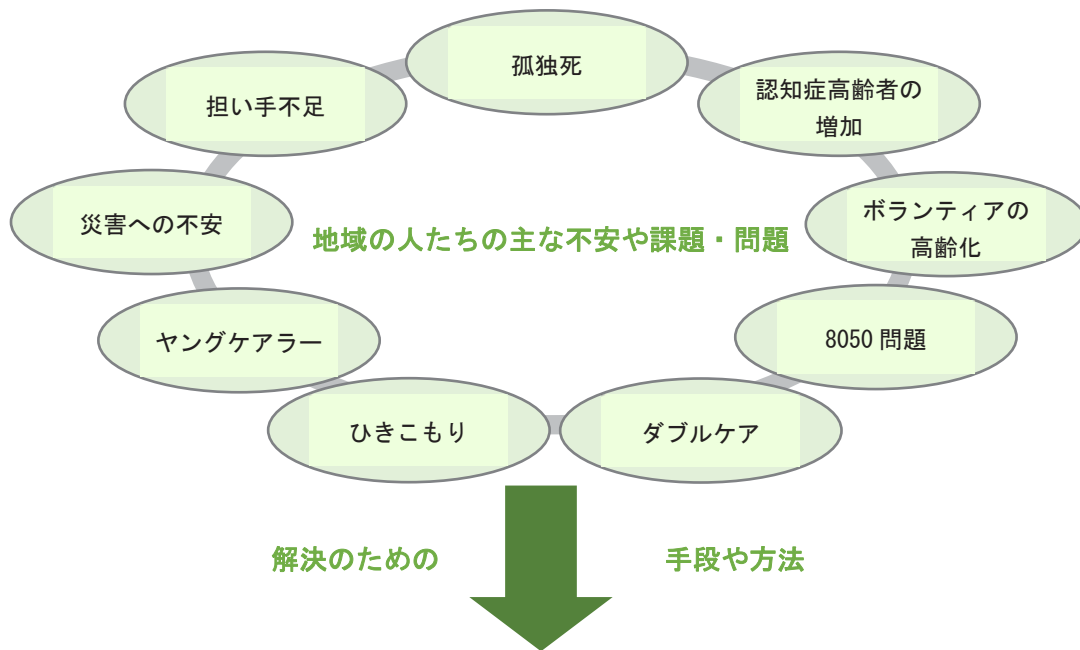 孤独死
担い手不足
認知症高齢者の
増加
災害への不安
地域の人たちの主な不安や課題・問題
ボランティアの
高齢化
ヤングケアラー
8050 問題
ひきこもり
ダブルケア
解決のための
手段や方法